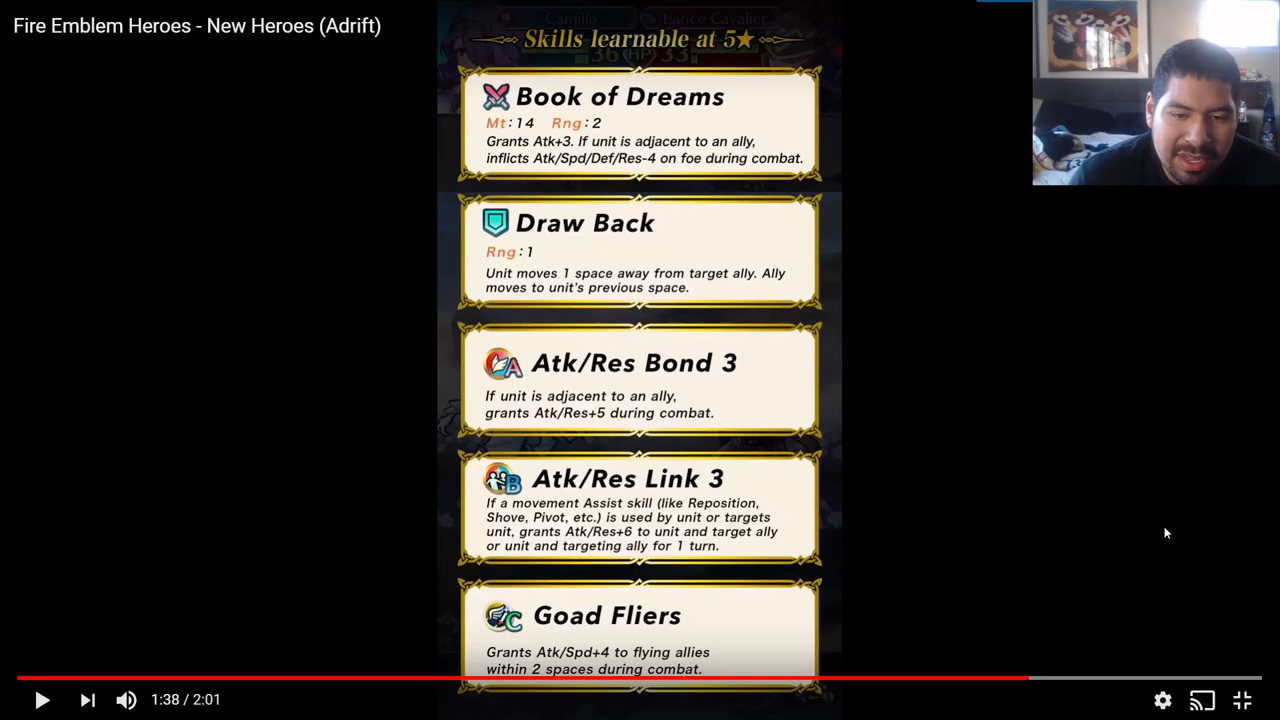 Fire Emblem Heroes - New Heroes (Adrift)
Camilla
Lance Cavalier
Skills learnable at 5★
36 HP 33
Book of Dreams
Mt:14 Rng:2
Grants Atk+3. If unit is adjacent to an ally,
inflicts Atk/Spd/Def/Res-4 on foe during combat.
Draw Back
Rng:1
Unit moves 1 space away from target ally. Ally
moves to unit's previous space.
A
Atk/Res Bond 3
If unit is adjacent to an ally,
grants Atk/Res+5 during combat.
B
Atk/Res Link 3
If a movement Assist skill (like Reposition,
Shove, Pivot, etc.) is used by unit or targets
unit, grants Atk/Res+6 to unit and target ally
or unit and targeting ally for 1 turn.
C
Goad Fliers
Grants Atk/Spd+4 to flying allies
within 2 spaces during combat.
1:38 / 2:01